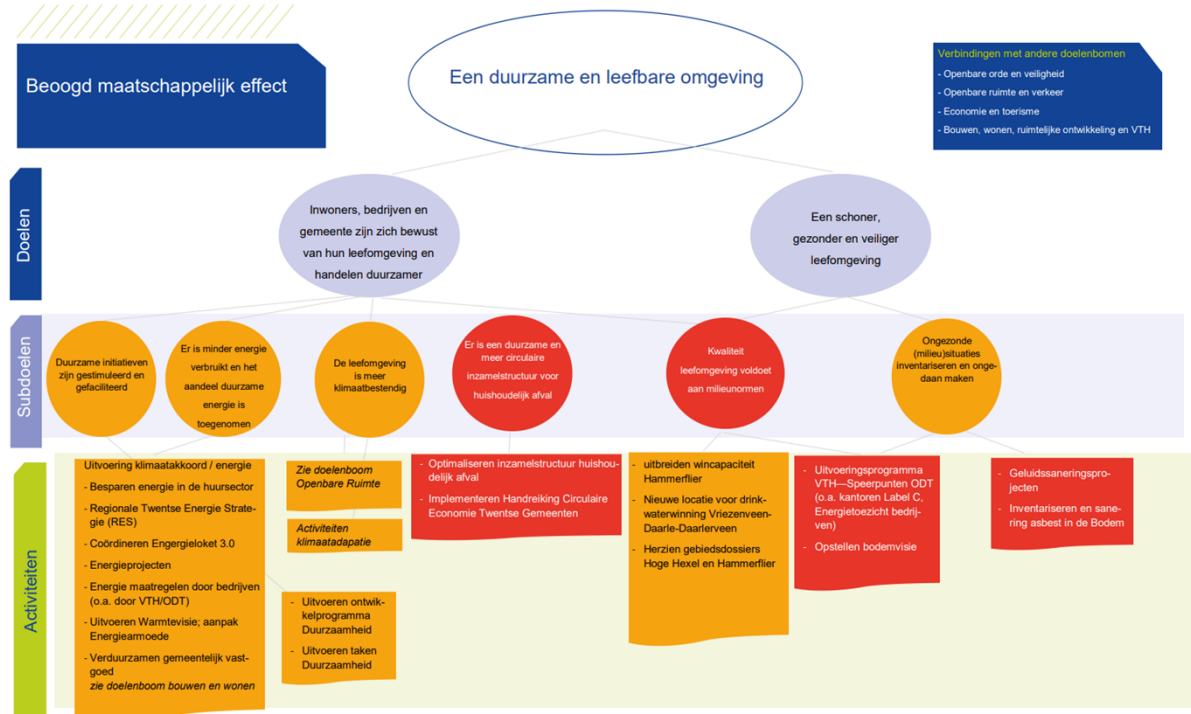 Beoogd maatschappelijk effect
Een duurzame en leefbare omgeving
Verbindingen met andere doelenbomen
- Openbare orde en veiligheid
- Openbare ruimte en verkeer
- Economie en toerisme
- Bouwen, wonen, ruimtelijke ontwikkeling en VTH
Doelen
Inwoners, bedrijven en
gemeente zijn zich bewust
van hun leefomgeving en
handelen duurzamer
Een schoner,
gezonder en veiliger
leefomgeving
Subdoelen
Duurzame initiatieven
zijn gestimuleerd en
gefaciliteerd
Er is minder energie
verbruikt en het
aandeel duurzame
energie is
toegenomen
De leefomgeving
is meer
klimaatbestendig
Er is een duurzame en
meer circulaire
inzamelstructuur voor
huishoudelijk afval
Kwaliteit
leefomgeving voldoet
aan milieunormen
Ongezonde
(milieu)situaties
inventariseren en onge-
daan maken
Activiteiten
Uitvoering klimaatakkoord / energie
- Besparen energie in de huursector
- Regionale Twentse Energie Strate-
gie (RES)
- Coördineren Engergieloket 3.0
- Energieprojecten
- Energie maatregelen door bedrijven
(o.a. door VTH/ODT)
- Uitvoeren Warmtevisie; aanpak
Energiearmoede
- Verduurzamen gemeentelijk vast-
goed
zie doelenboom bouwen en wonen
Zie doelenboom
Openbare Ruimte
Activiteiten
klimaatadapatie
- Uitvoeren ontwik-
kelprogramma
Duurzaamheid
- Uitvoeren taken
Duurzaamheid
- Optimaliseren inzamelstructuur huishou-
delijk afval
- Implementeren Handreiking Circulaire
Economie Twentse Gemeenten
- uitbreiden wincapaciteit
Hammerflier
- Nieuwe locatie voor drink-
waterwinning Vriezenveen-
Daarle-Daarlerveen
- Herzien gebiedsdossiers
Hoge Hexel en Hammerflier
- Uitvoeringsprogramma
VTH—Speerpunten ODT
(o.a. kantoren Label C,
Energietoezicht bedrij-
ven)
- Opstellen bodemvisie
- Geluidssaneringspro-
jecten
- Inventariseren en sane-
ring asbest in de Bodem